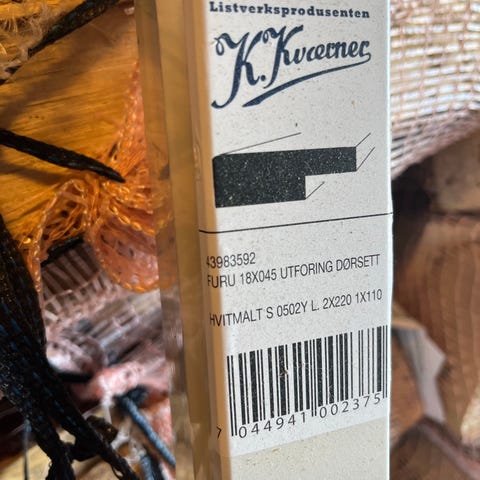 Listverksprodusenten
K. Kværner
43983592
FURU 18X045 UTFORING DØRSETT
HVITMALT S 0502Y L. 2X220 1X110
7 044941 002375